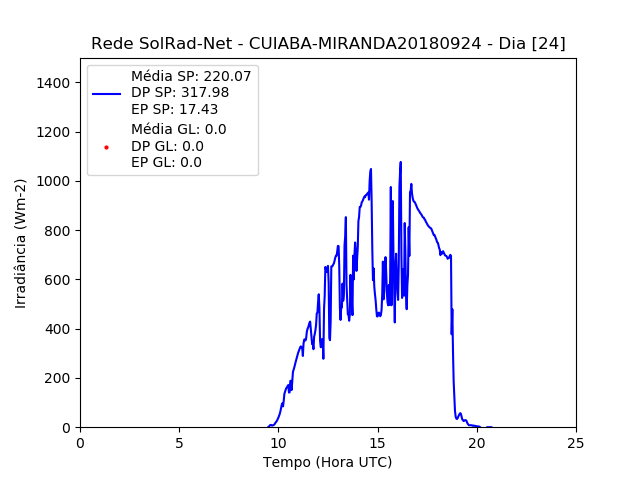 Rede SolRad-Net - CUIABA-MIRANDA20180924 - Dia [24]
Média SP: 220.07
DP SP: 317.98
EP SP: 17.43
Média GL: 0.0
DP GL: 0.0
EP GL: 0.0
1400
1200
1000
800
600
400
200
0
Irradiância (Wm-2)
0 5 10 15 20 25
Tempo (Hora UTC)